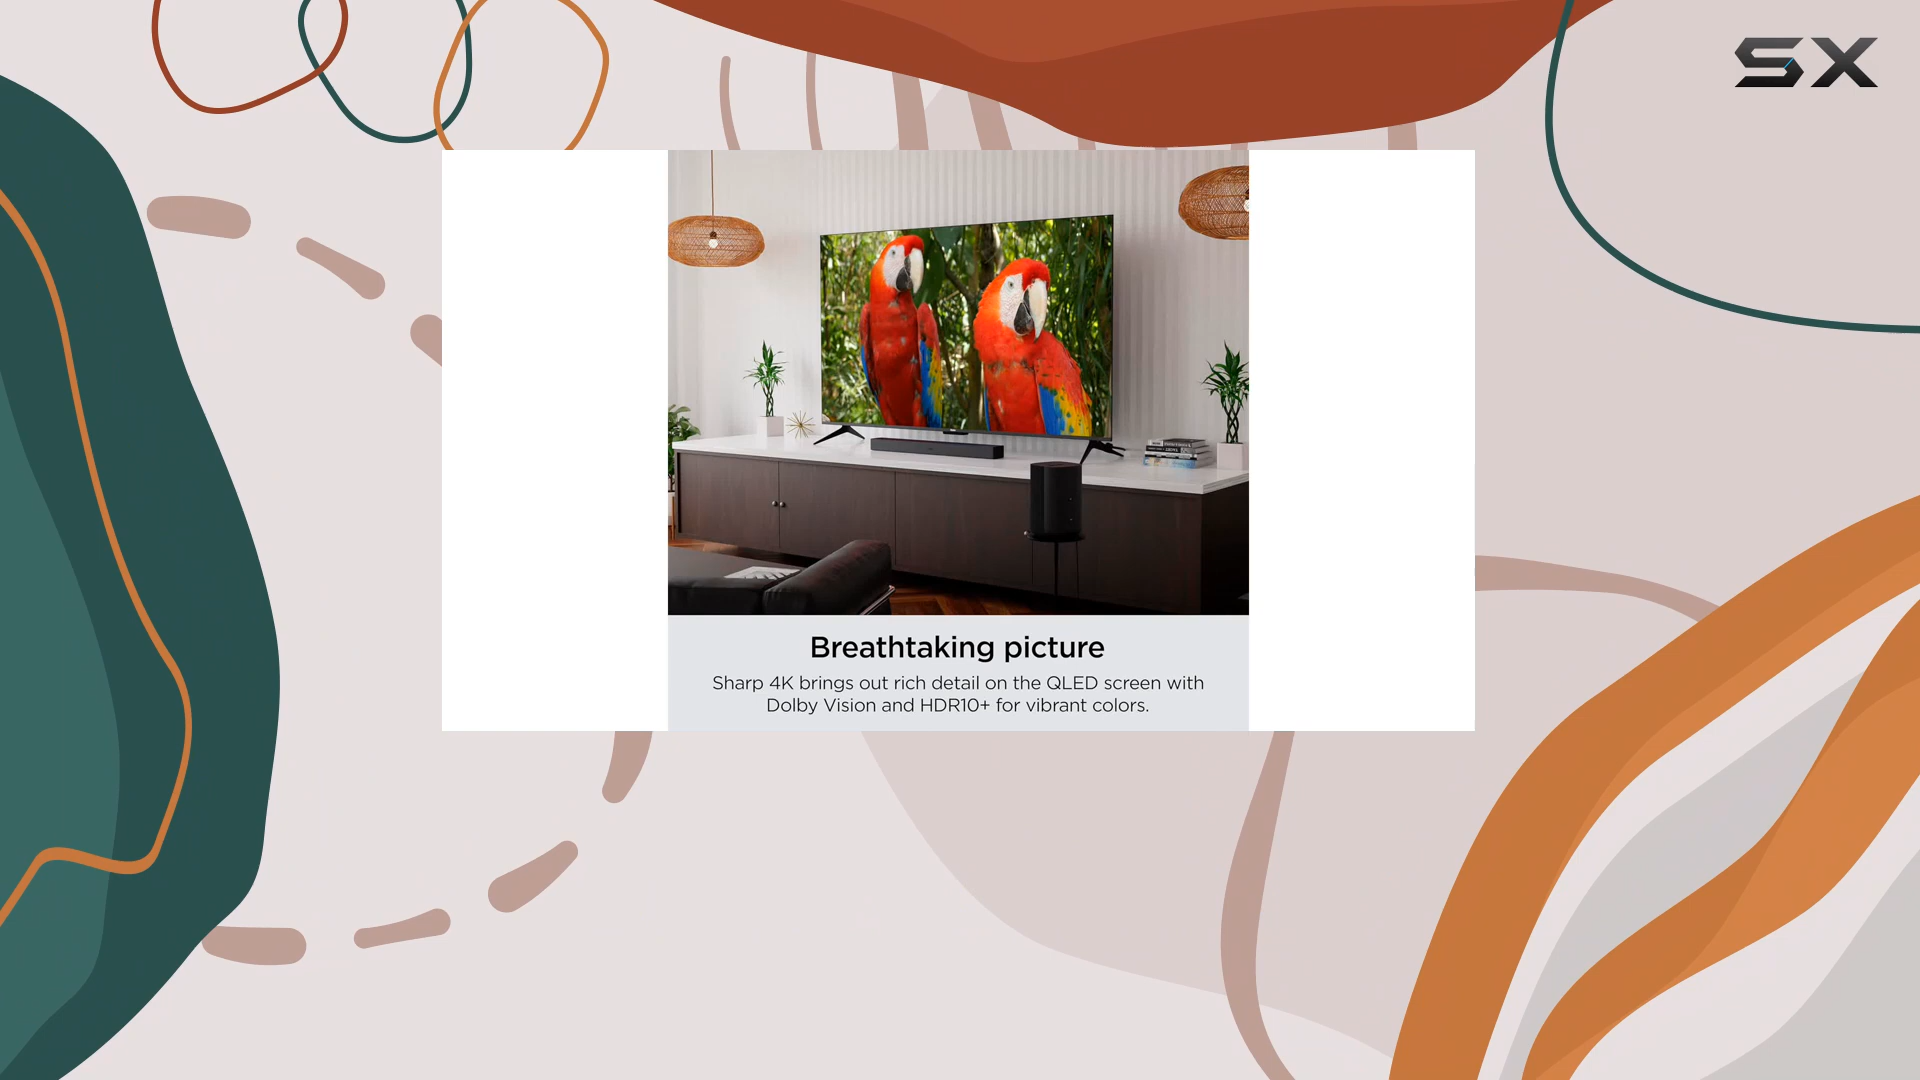 SX
Breathtaking picture
Sharp 4K brings out rich detail on the QLED screen with
Dolby Vision and HDR10+ for vibrant colors.